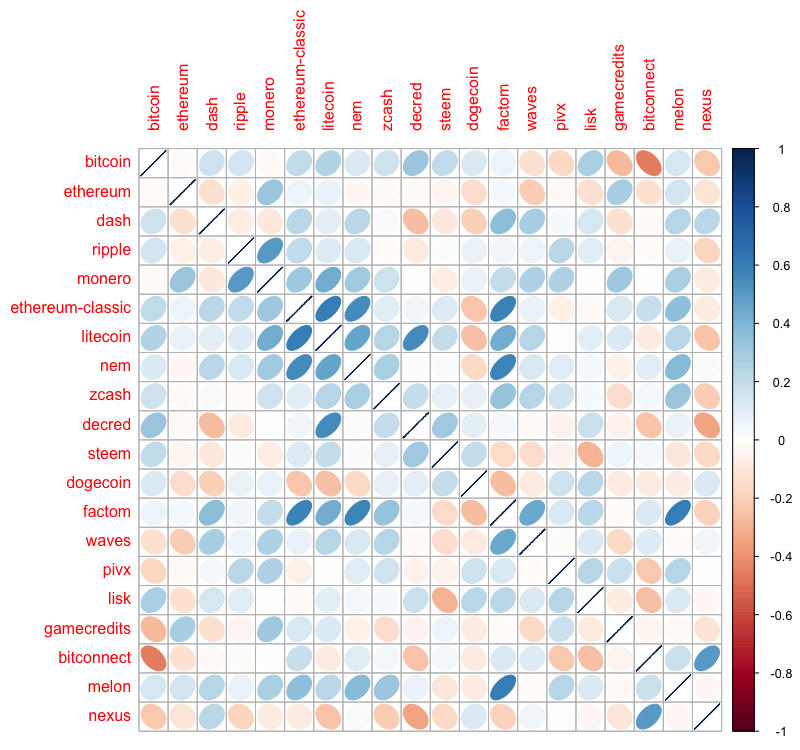 bitcoin
ethereum
dash
ripple
monero
ethereum-classic
litecoin
nem
zcash
decred
steem
dogecoin
factom
waves
pivx
lisk
gamecredits
bitconnect
melon
nexus
bitcoin
ethereum
dash
ripple
monero
ethereum-classic
litecoin
nem
zcash
decred
steem
dogecoin
factom
waves
pivx
lisk
gamecredits
bitconnect
melon
nexus
1
0.8
0.6
0.4
0.2
0
-0.2
-0.4
-0.6
-0.8
-1